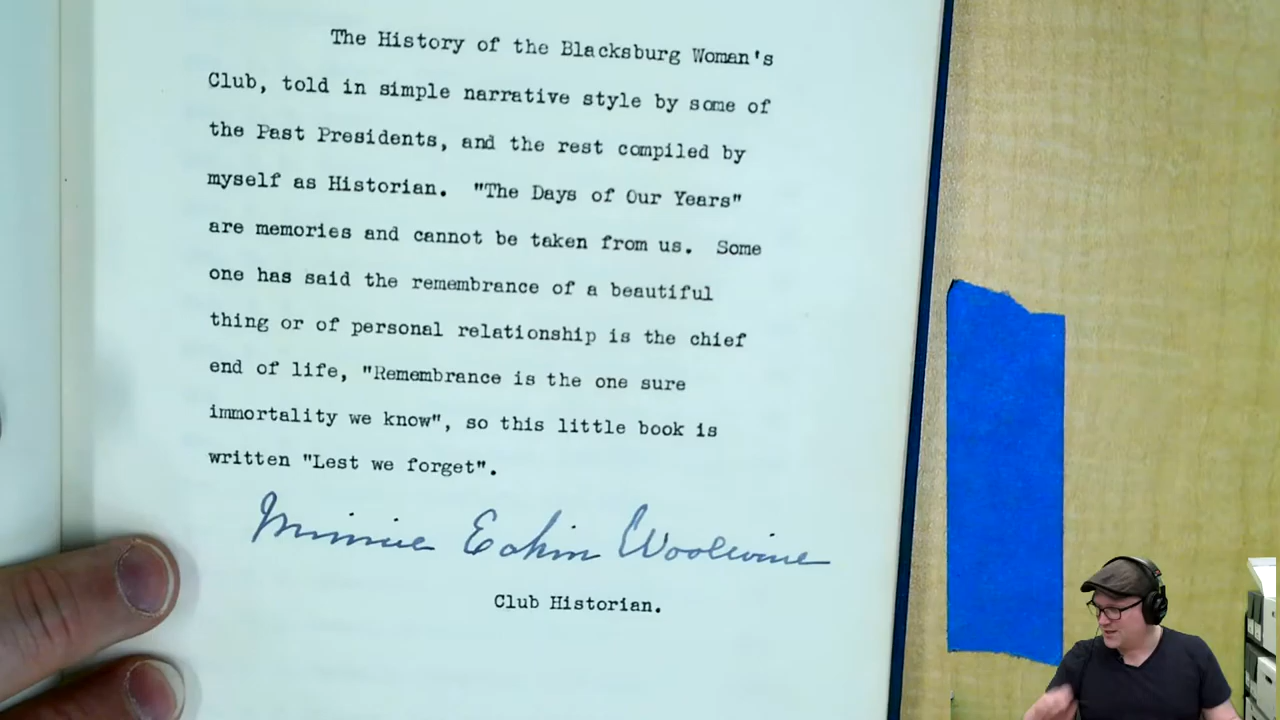 The History of the Blacksburg Woman's
Club, told in simple narrative style by some of
the Past Presidents, and the rest compiled by
myself as Historian. "The Days of Our Years"
are memories and cannot be taken from us. Some
one has said the remembrance of a beautiful
thing or of personal relationship is the chief
end of life, "Remembrance is the one sure
immortality we know", so this little book is
written "Lest we forget".
Minnie Eakin Woolwine
Club Historian.